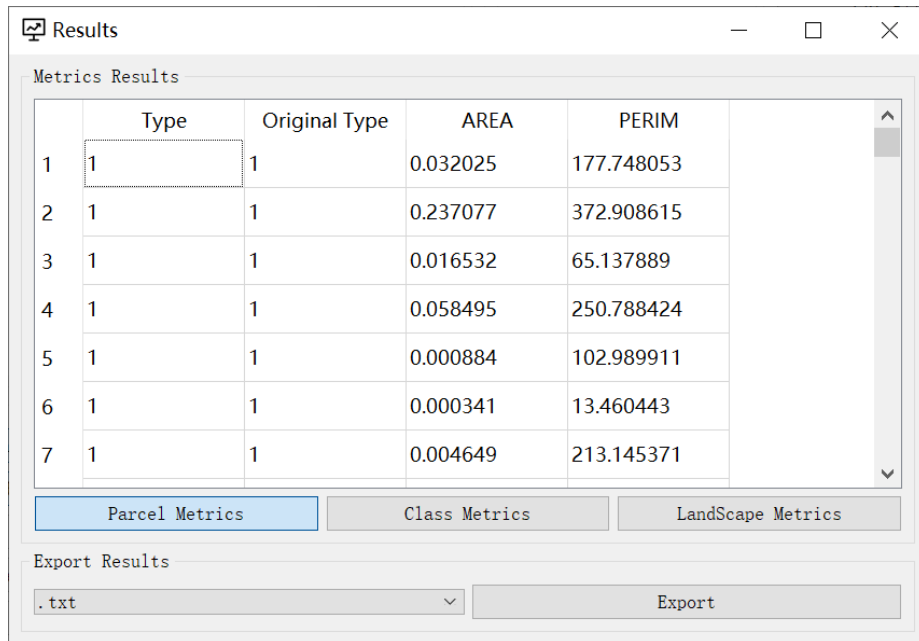 Results
Metrics Results
Type Original Type AREA PERIM
1 1 1 0.032025 177.748053
2 1 1 0.237077 372.908615
3 1 1 0.016532 65.137889
4 1 1 0.058495 250.788424
5 1 1 0.000884 102.989911
6 1 1 0.000341 13.460443
7 1 1 0.004649 213.145371
Parcel Metrics Class Metrics LandScape Metrics
Export Results
.txt Export